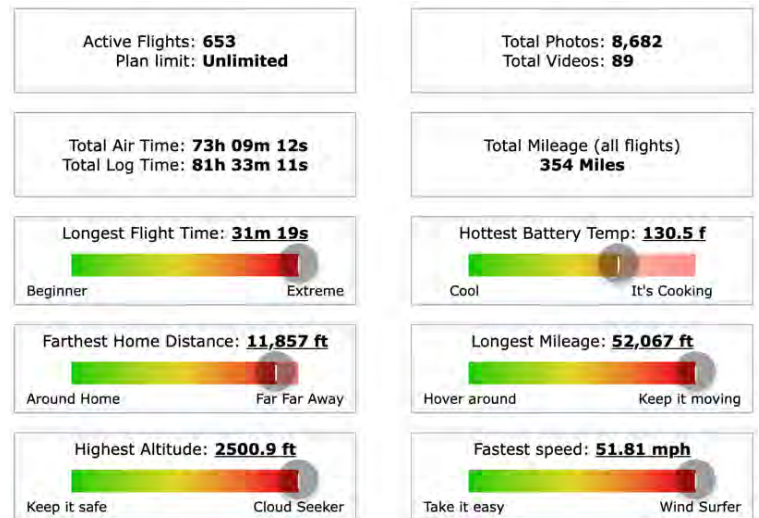 Active Flights: 653
Plan limit: Unlimited
Total Photos: 8,682
Total Videos: 89
Total Air Time: 73h 09m 12s
Total Log Time: 81h 33m 11s
Total Mileage (all flights)
354 Miles
Longest Flight Time: 31m 19s
Beginner Extreme
Hottest Battery Temp: 130.5 f
Cool It's Cooking
Farthest Home Distance: 11,857 ft
Around Home Far Far Away
Longest Mileage: 52,067 ft
Hover around Keep it moving
Highest Altitude: 2500.9 ft
Keep it safe Cloud Seeker
Fastest speed: 51.81 mph
Take it easy Wind Surfer